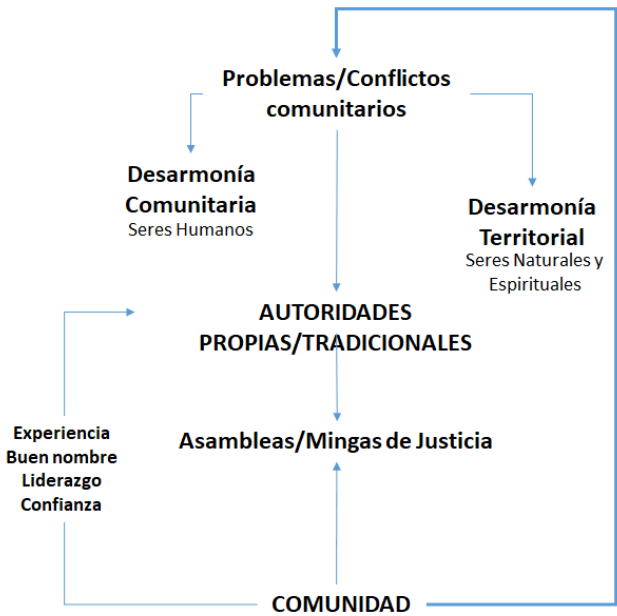 Problemas/Conflictos
comunitarios
Desarmonía
Comunitaria
Seres Humanos
Desarmonía
Territorial
Seres Naturales y
Espirituales
AUTORIDADES
PROPIAS/TRADICIONALES
Experiencia
Buen nombre
Liderazgo
Confianza
Asambleas/Mingas de Justicia
COMUNIDAD